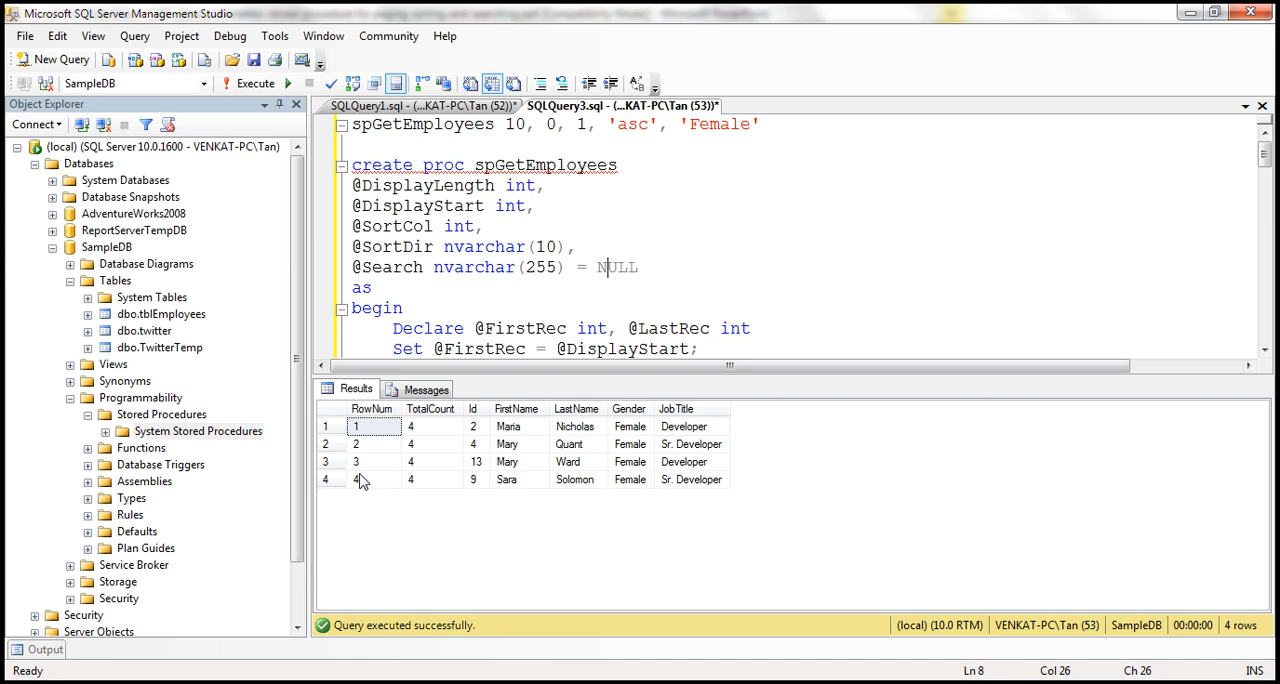 Microsoft SQL Server Management Studio
File Edit View Query Project Debug Tools Window Community Help
New Query
SampleDB Execute
Object Explorer
SQLQuery1.sql - (...KAT-PC\Tan (52))* SQLQuery3.sql - (...KAT-PC\Tan (53))*
Connect
(local) (SQL Server 10.0.1600 - VENKAT-PC\Tan)
Databases
System Databases
Database Snapshots
AdventureWorks2008
ReportServerTempDB
SampleDB
Database Diagrams
Tables
System Tables
dbo.tblEmployees
dbo.twitter
dbo.TwitterTemp
Views
Synonyms
Programmability
Stored Procedures
System Stored Procedures
Functions
Database Triggers
Assemblies
Types
Rules
Defaults
Plan Guides
Service Broker
Storage
Security
Security
Server Objects
spGetEmployees 10, 0, 1, 'asc', 'Female'
create proc spGetEmployees
@DisplayLength int,
@DisplayStart int,
@SortCol int,
@SortDir nvarchar(10),
@Search nvarchar(255) = NULL
as
begin
Declare @FirstRec int, @LastRec int
Set @FirstRec = @DisplayStart;
Results Messages
RowNum TotalCount Id FirstName LastName Gender JobTitle
1 1 4 2 Maria Nicholas Female Developer
2 2 4 4 Mary Quant Female Sr. Developer
3 3 4 13 Mary Ward Female Developer
4 4 4 9 Sara Solomon Female Sr. Developer
Query executed successfully. (local) (10.0 RTM) VENKAT-PC\Tan (53) SampleDB 00:00:00 4 rows
Output
Ready Ln 8 Col 26 Ch 26 INS